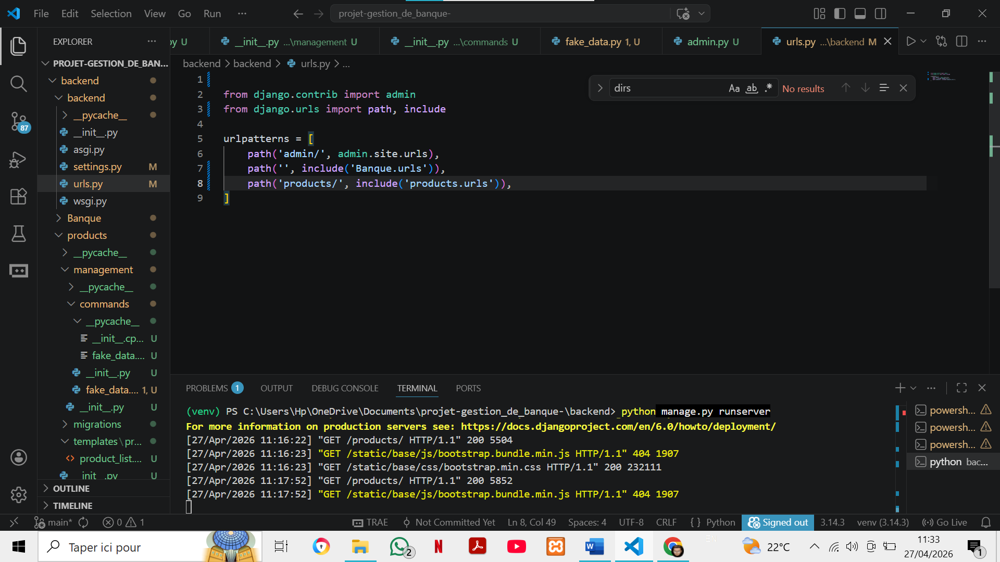 File Edit Selection View Go Run ···
projet-gestion_de_banque-
EXPLORER
py U
__init__.py ...\management U
__init__.py ...\commands U
fake_data.py 1, U
admin.py U
urls.py ...\backend M
PROJET-GESTION_DE_BAN...
backend > backend > urls.py > ...
backend
backend
__pycache__
__init__.py
asgi.py
settings.py M
urls.py M
wsgi.py
Banque
products
__pycache__
management
__pycache__
commands
__pycache__
__init__.cp... U
fake_data.... U
__init__.py U
fake_data.... 1, U
__init__.py U
migrations
templates\pr...
product_list.... U
__init__.py U
OUTLINE
TIMELINE
87
dirs
Aa ab .*
No results
1
2 from django.contrib import admin
3 from django.urls import path, include
4
5 urlpatterns = [
6 path('admin/', admin.site.urls),
7 path('', include('Banque.urls')),
8 path('products/', include('products.urls')),
9 ]
PROBLEMS 1 OUTPUT DEBUG CONSOLE TERMINAL PORTS
(venv) PS C:\Users\Hp\OneDrive\Documents\projet-gestion_de_banque-\backend> python manage.py runserver
For more information on production servers see: https://docs.djangoproject.com/en/6.0/howto/deployment/
[27/Apr/2026 11:16:22] "GET /products/ HTTP/1.1" 200 5504
[27/Apr/2026 11:16:23] "GET /static/base/js/bootstrap.bundle.min.js HTTP/1.1" 404 1907
[27/Apr/2026 11:16:23] "GET /static/base/css/bootstrap.min.css HTTP/1.1" 200 232111
[27/Apr/2026 11:17:52] "GET /products/ HTTP/1.1" 200 5852
[27/Apr/2026 11:17:52] "GET /static/base/js/bootstrap.bundle.min.js HTTP/1.1" 404 1907
powersh...
powersh...
powersh...
python bac...
main* 0 1 TRAE Not Committed Yet Ln 8, Col 49 Spaces: 4 UTF-8 CRLF { } Python Signed out 3.14.3 venv (3.14.3) Go Live
Taper ici pour
2
22°C
11:33
27/04/2026
1